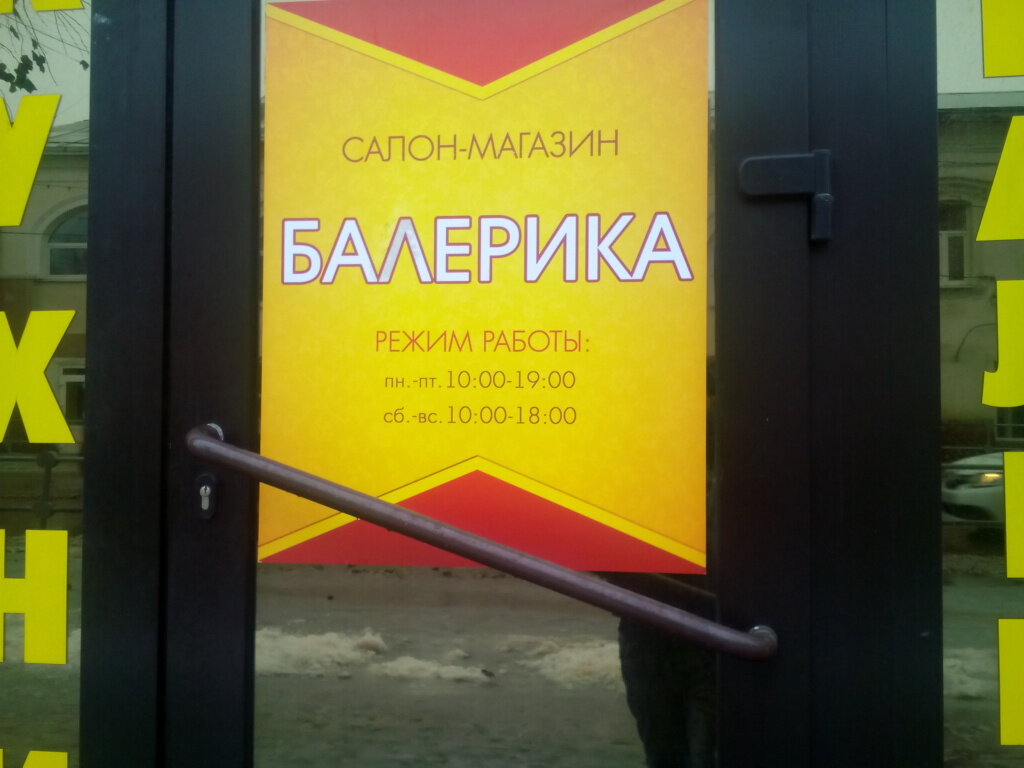 САЛОН-МАГАЗИН
БАЛЕРИКА
РЕЖИМ РАБОТЫ:
пн.-пт. 10:00-19:00
сб.-вс. 10:00-18:00